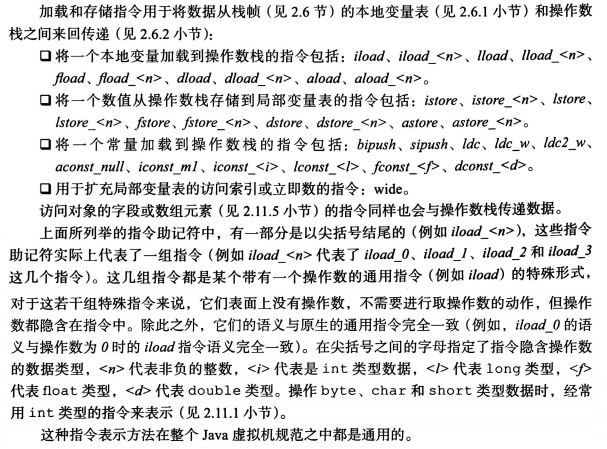 加载和存储指令用于将数据从栈帧（见 2.6 节）的本地变量表（见 2.6.1 小节）和操作数
栈之间来回传递（见 2.6.2 小节）：
❑ 将一个本地变量加载到操作数栈的指令包括：iload、iload_<n>、lload、lload_<n>、
fload、fload_<n>、dload、dload_<n>、aload、aload_<n>。
❑ 将一个数值从操作数栈存储到局部变量表的指令包括：istore、istore_<n>、lstore、
lstore_<n>、fstore、fstore_<n>、dstore、dstore_<n>、astore、astore_<n>。
❑ 将一个常量加载到操作数栈的指令包括：bipush、sipush、ldc、ldc_w、ldc2_w、
aconst_null、iconst_m1、iconst_<i>、lconst_<l>、fconst_<f>、dconst_<d>。
❑ 用于扩充局部变量表的访问索引或立即数的指令：wide。
访问对象的字段或数组元素（见 2.11.5 小节）的指令同样也会与操作数栈传递数据。
上面所列举的指令助记符中，有一部分是以尖括号结尾的（例如 iload_<n>），这些指令
助记符实际上代表了一组指令（例如 iload_<n> 代表了 iload_0、iload_1、iload_2 和 iload_3
这几个指令）。这几组指令都是某个带有一个操作数的通用指令（例如 iload）的特殊形式，
对于这若干组特殊指令来说，它们表面上没有操作数，不需要进行取操作数的动作，但操作
数都隐含在指令中。除此之外，它们的语义与原生的通用指令完全一致（例如，iload_0 的语
义与操作数为 0 时的 iload 指令语义完全一致）。在尖括号之间的字母指定了指令隐含操作数
的数据类型，<n> 代表非负的整数，<i> 代表是 int 类型数据，<l> 代表 long 类型，<f>
代表 float 类型，<d> 代表 double 类型。操作 byte、char 和 short 类型数据时，经常
用 int 类型的指令来表示（见 2.11.1 小节）。
这种指令表示方法在整个 Java 虚拟机规范之中都是通用的。